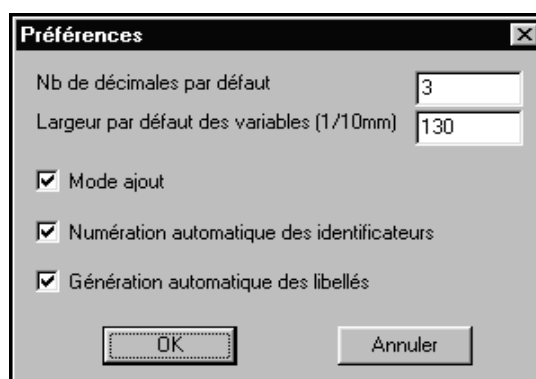 Préférences
Nb de décimales par défaut 3
Largeur par défaut des variables (1/10mm) 130
Mode ajout
Numération automatique des identificateurs
Génération automatique des libellés
OK Annuler